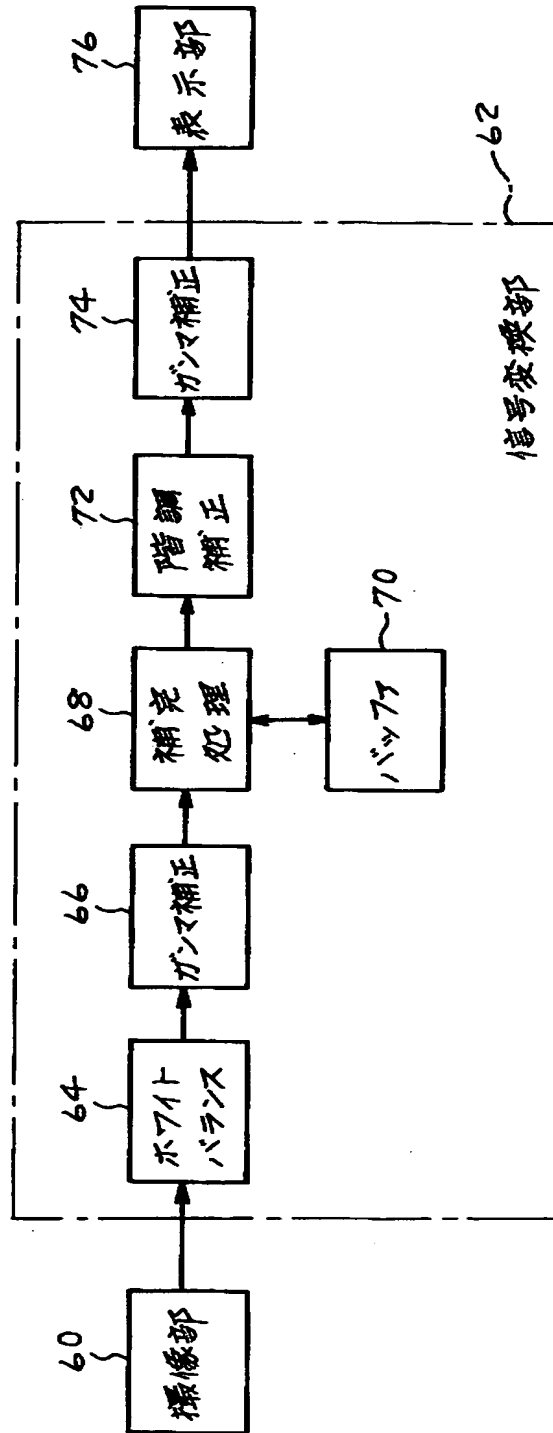 60
撮像部
64
ホワイト
バランス
66
ガンマ補正
68
補完
処理
70
バッファ
72
階調
補正
74
ガンマ補正
76
表示部
62
信号変換部